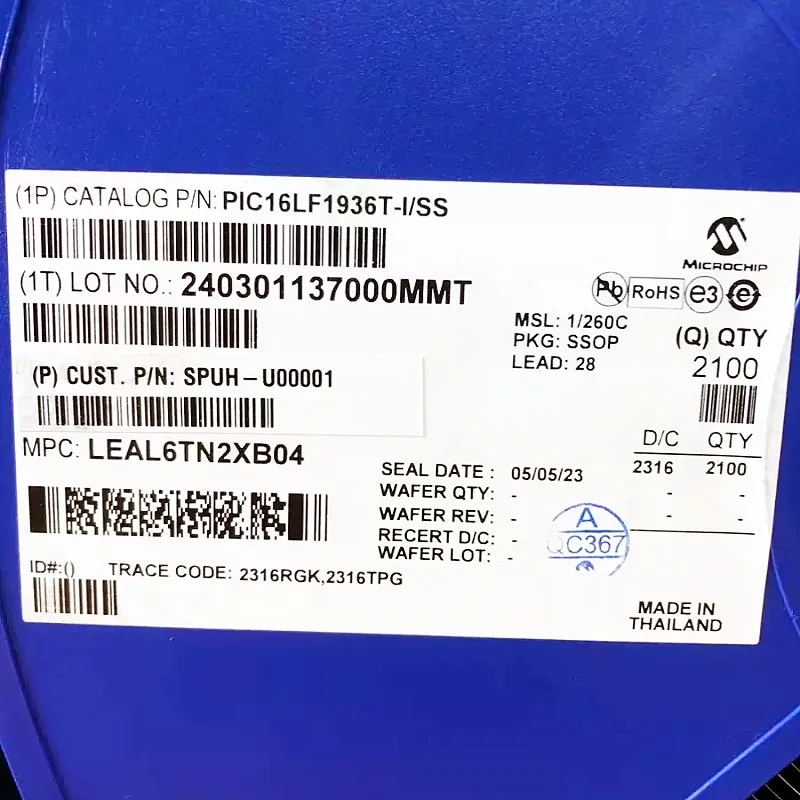 (1P) CATALOG P/N: PIC16LF1936T-I/SS
MICROCHIP
(1T) LOT NO.: 240301137000MMT
Pb RoHS e3 e
MSL: 1/260C
PKG: SSOP
LEAD: 28
(Q) QTY
2100
(P) CUST. P/N: SPUH-U00001
MPC: LEAL6TN2XB04
D/C QTY
2316 2100
- -
- -
SEAL DATE : 05/05/23
WAFER QTY: -
WAFER REV: -
RECERT D/C: -
WAFER LOT: -
A
QC367
ID#:() TRACE CODE: 2316RGK,2316TPG
MADE IN
THAILAND